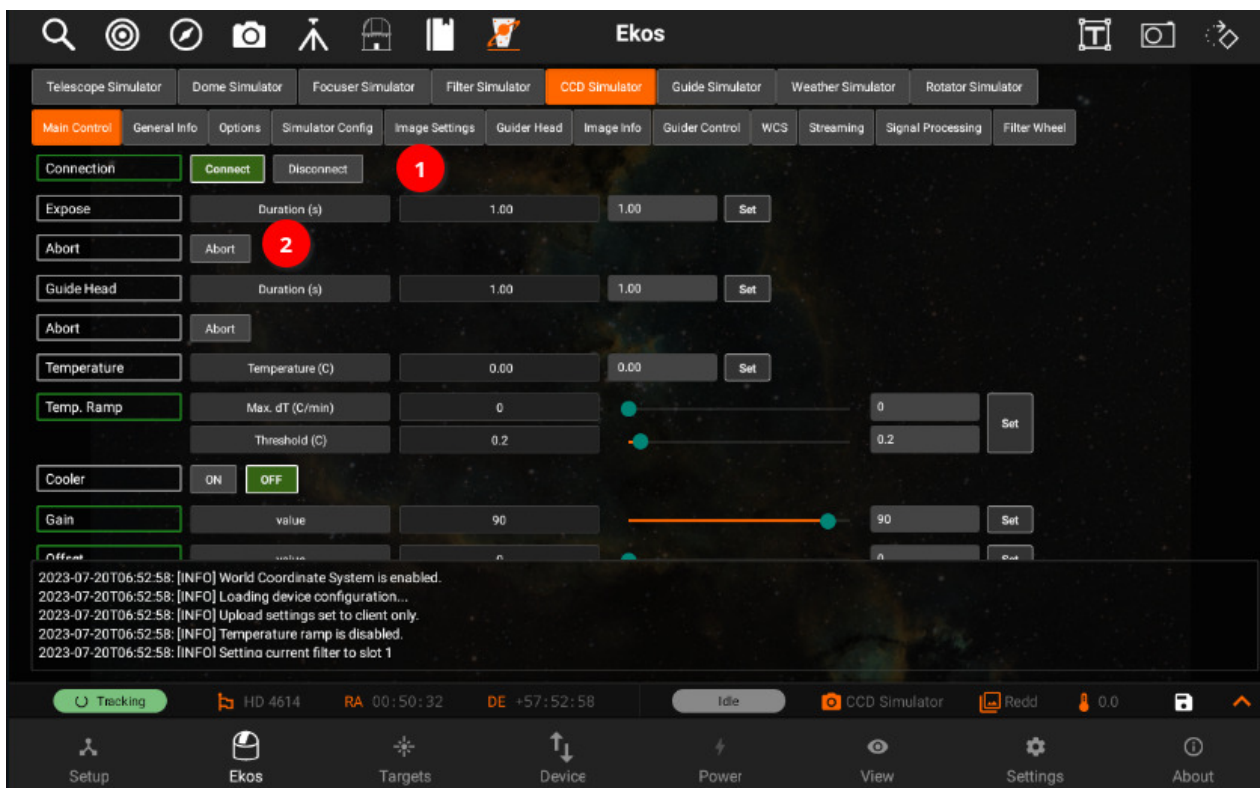 Ekos
T
Telescope Simulator Dome Simulator Focuser Simulator Filter Simulator CCD Simulator Guide Simulator Weather Simulator Rotator Simulator
Main Control General Info Options Simulator Config Image Settings Guider Head Image Info Guider Control WCS Streaming Signal Processing Filter Wheel
Connection Connect Disconnect 1
Expose Duration (s) 1.00 1.00 Set
Abort Abort 2
Guide Head Duration (s) 1.00 1.00 Set
Abort Abort
Temperature Temperature (C) 0.00 0.00 Set
Temp. Ramp Max. dT (C/min) 0 0 Set
Threshold (C) 0.2 0.2
Cooler ON OFF
Gain value 90 90 Set
Offset value 0 0 Set
2023-07-20T06:52:58: [INFO] World Coordinate System is enabled.
2023-07-20T06:52:58: [INFO] Loading device configuration...
2023-07-20T06:52:58: [INFO] Upload settings set to client only.
2023-07-20T06:52:58: [INFO] Temperature ramp is disabled.
2023-07-20T06:52:58: [INFO] Setting current filter to slot 1
Tracking HD 4614 RA 00:50:32 DE +57:52:58 Idle CCD Simulator Redd 0.0
Setup Ekos Targets Device Power View Settings About